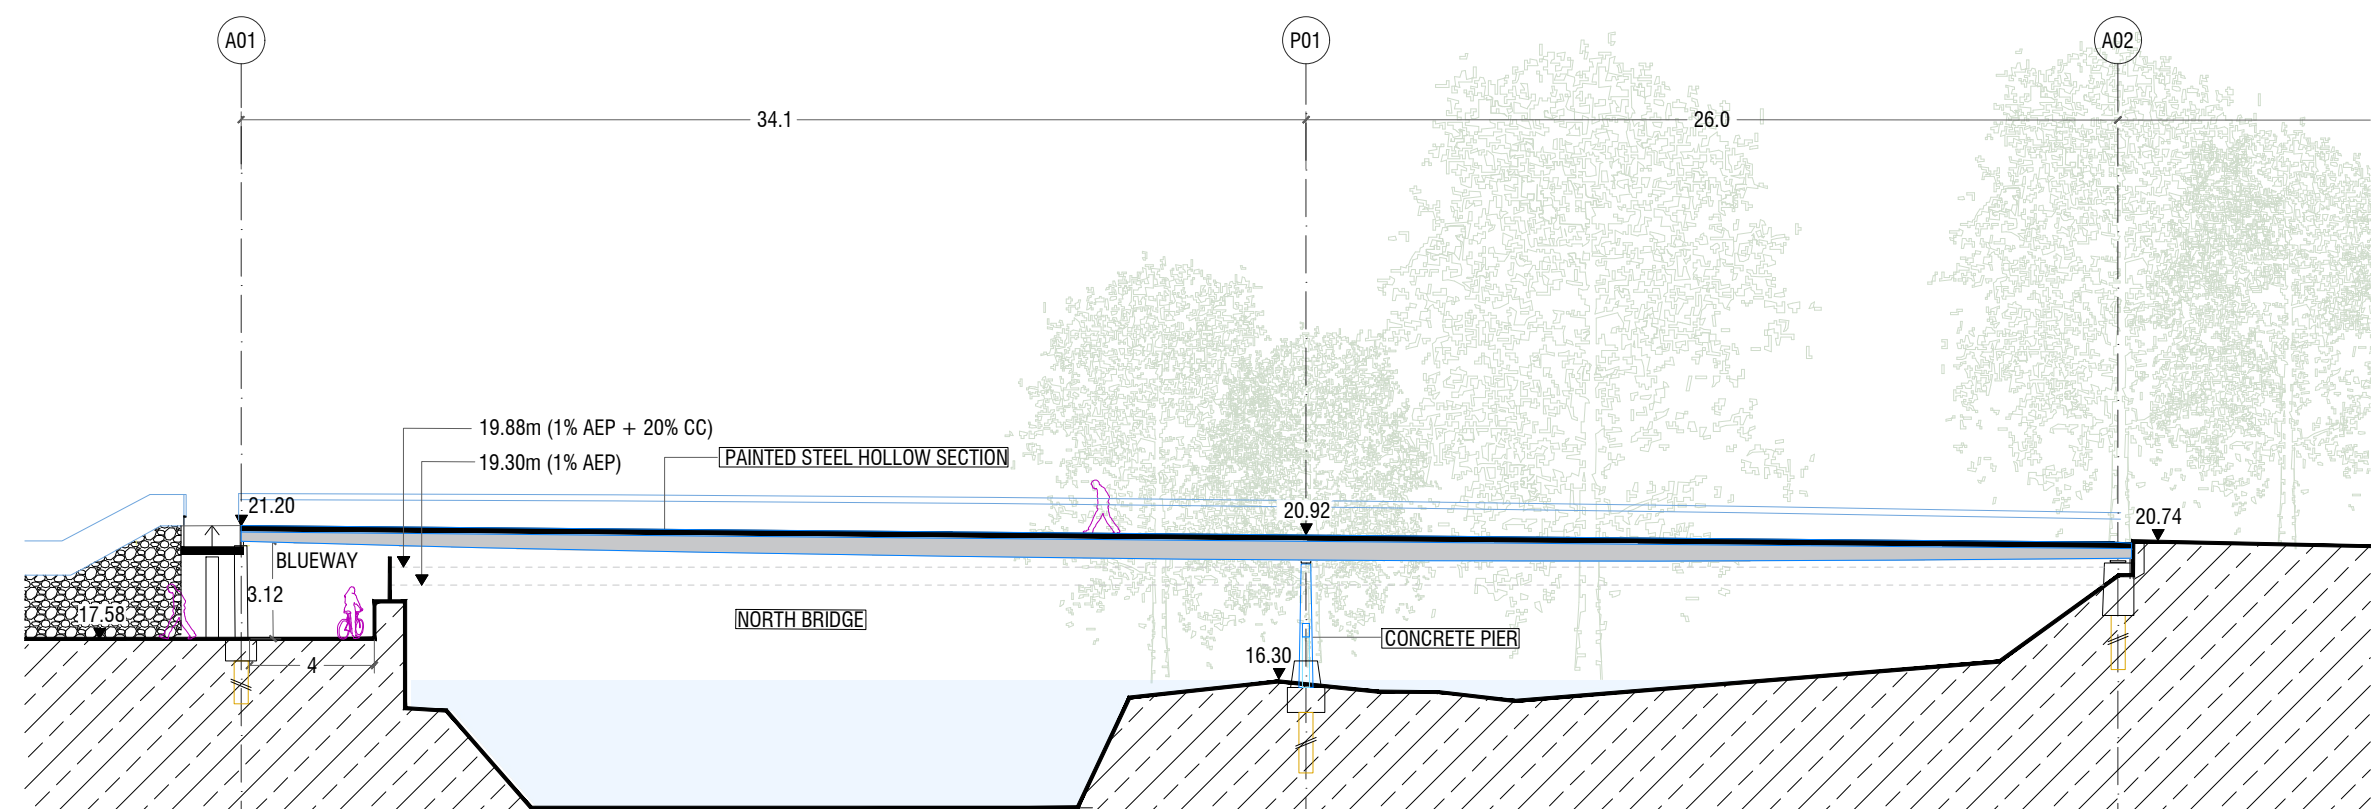 A01
P01
A02
34.1
26.0
19.88m (1% AEP + 20% CC)
19.30m (1% AEP)
PAINTED STEEL HOLLOW SECTION
21.20
20.92
20.74
BLUEWAY
3.12
17.58
NORTH BRIDGE
CONCRETE PIER
16.30
4